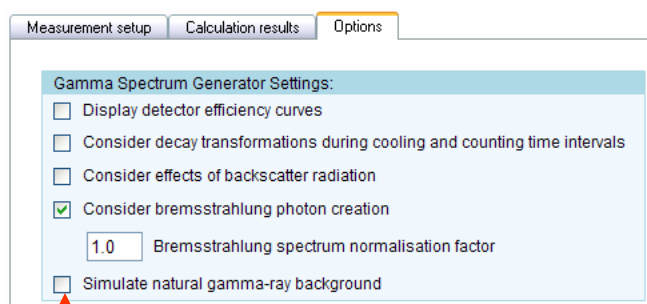 Measurement setup Calculation results Options
Gamma Spectrum Generator Settings:
Display detector efficiency curves
Consider decay transformations during cooling and counting time intervals
Consider effects of backscatter radiation
Consider bremsstrahlung photon creation
1.0 Bremsstrahlung spectrum normalisation factor
Simulate natural gamma-ray background